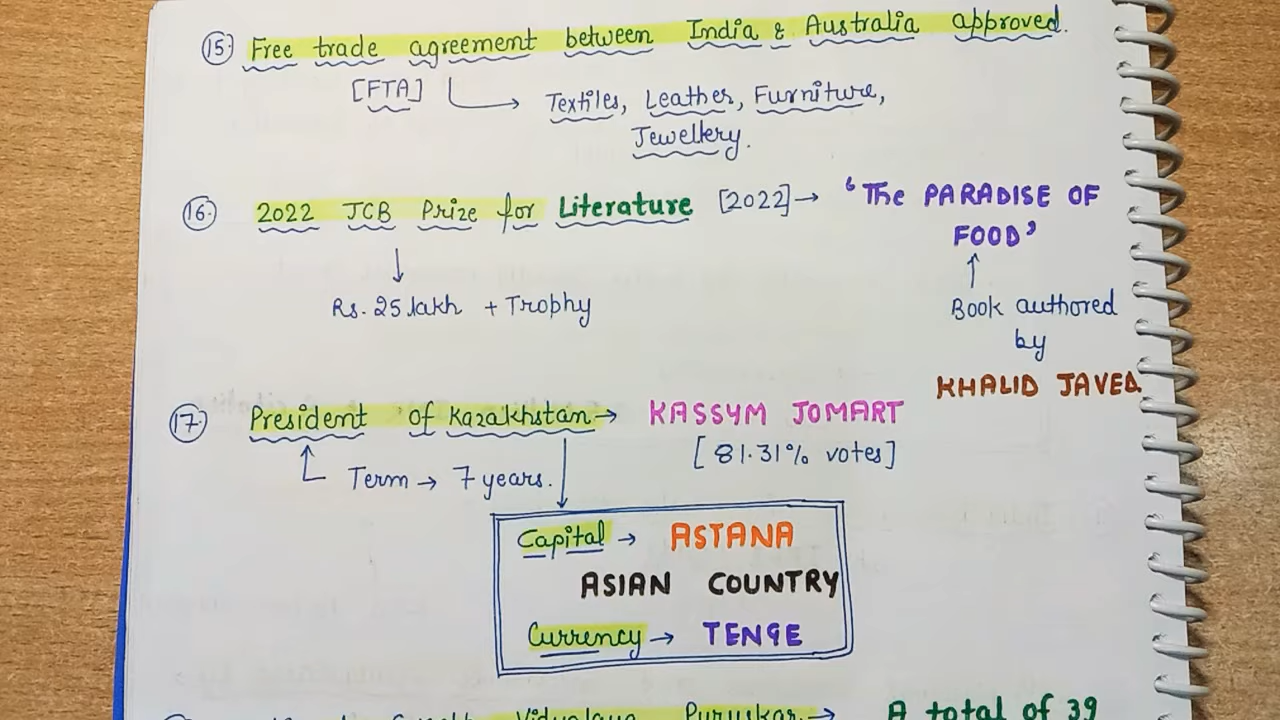 15. Free trade agreement between India & Australia approved.
[FTA] → Textiles, Leather, Furniture,
Jewellery.
16. 2022 JCB Prize for Literature [2022] → ‘The PARADISE OF
FOOD’
Rs. 25 lakh + Trophy
Book authored
by
KHALID JAVED
17. President of Kazakhstan → KASSYM JOMART
[81.31% votes]
Term → 7 years.
Capital → ASTANA
ASIAN COUNTRY
Currency → TENGE
Vidyalaya Puruskar → A total of 39